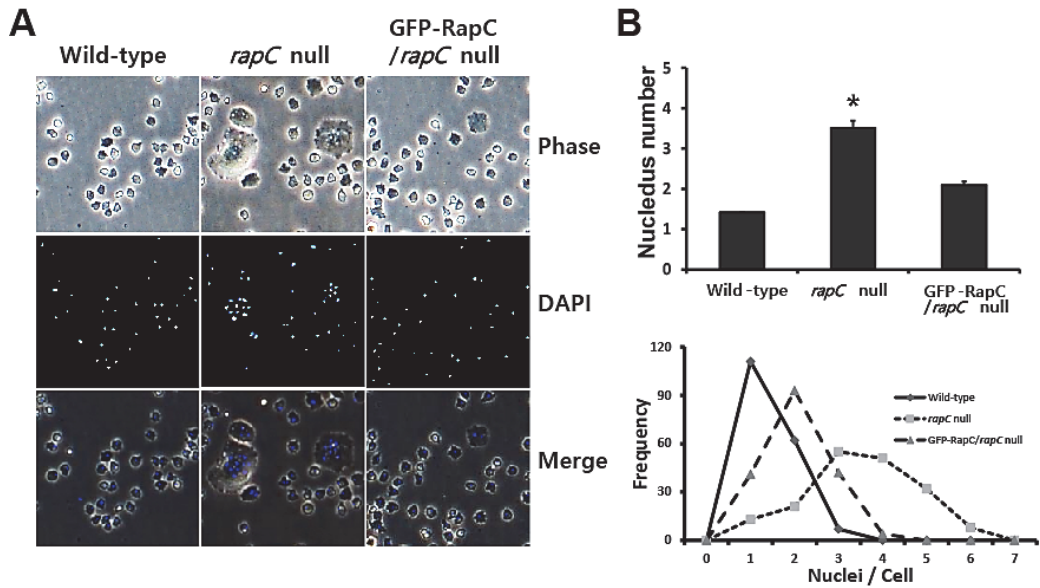 A
Wild-type
rapC null
GFP-RapC
/rapC null
Phase
DAPI
Merge
B
Nucledus number
5
4
3
2
1
0
*
Wild-type
rapC null
GFP-RapC
/rapC null
Frequency
120
90
60
30
0
Wild-type
rapC null
GFP-RapC/rapC null
0 1 2 3 4 5 6 7
Nuclei / Cell